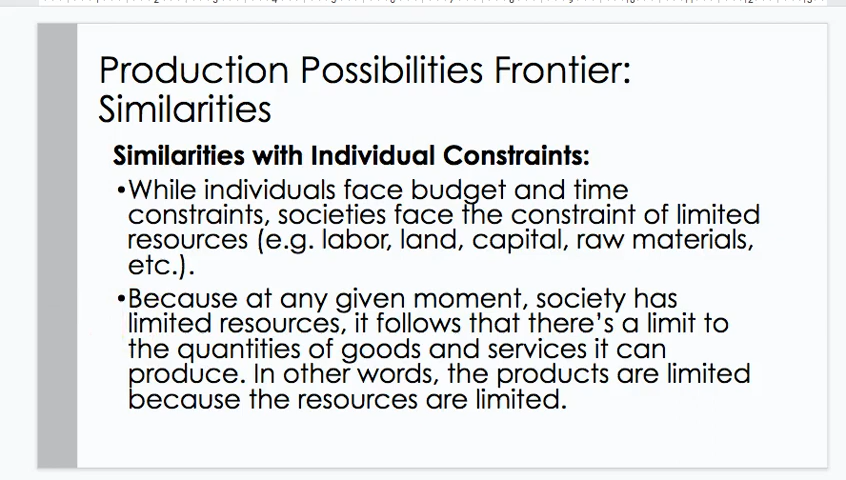 Production Possibilities Frontier:
Similarities
Similarities with Individual Constraints:
•While individuals face budget and time
constraints, societies face the constraint of limited
resources (e.g. labor, land, capital, raw materials,
etc.).
•Because at any given moment, society has
limited resources, it follows that there's a limit to
the quantities of goods and services it can
produce. In other words, the products are limited
because the resources are limited.